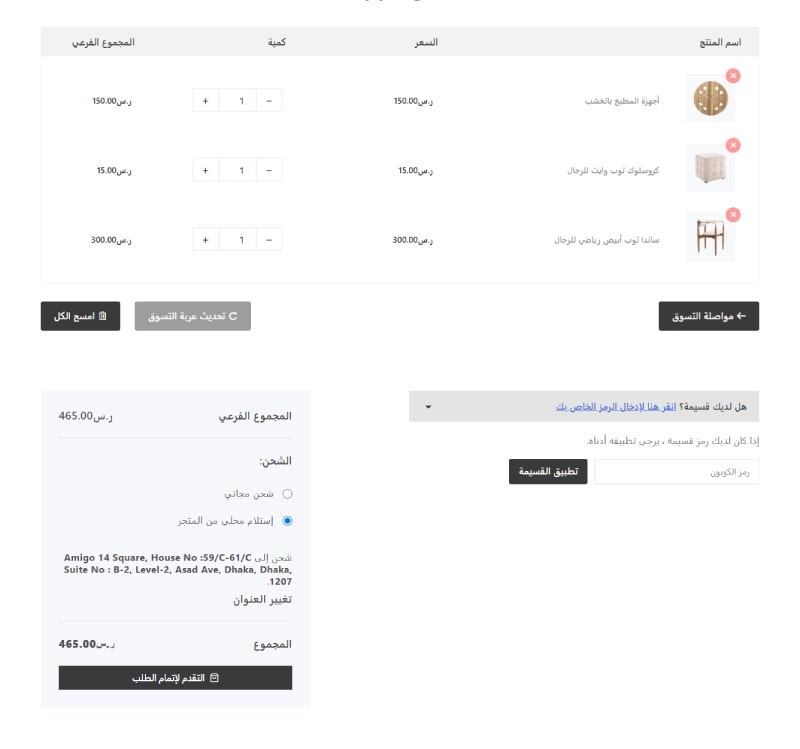 اسم المنتج السعر كمية المجموع الفرعي
أجهزة المطبخ بالخشب ر.س150.00 - 1 + ر.س150.00
كروسلوك توب وايت للرجال ر.س15.00 - 1 + ر.س15.00
ساندا توب أبيض رياضي للرجال ر.س300.00 - 1 + ر.س300.00
← مواصلة التسوق تحديث عربة التسوق امسح الكل
هل لديك قسيمة؟ انقر هنا لإدخال الرمز الخاص بك
إذا كان لديك رمز قسيمة ، يرجى تطبيقه أدناه.
رمز الكوبون تطبيق القسيمة
المجموع الفرعي ر.س465.00
الشحن:
شحن مجاني
إستلام محلي من المتجر
شحن إلى Amigo 14 Square, House No :59/C-61/C
Suite No : B-2, Level-2, Asad Ave, Dhaka, Dhaka,
1207.
تغيير العنوان
المجموع ر.س465.00
التقدم لإتمام الطلب